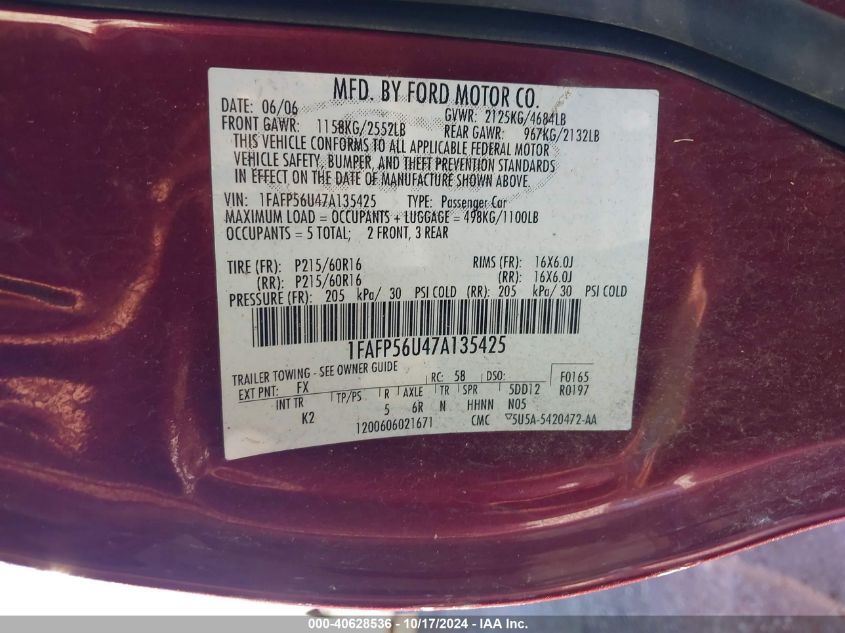 MFD. BY FORD MOTOR CO.
DATE: 06/06 GVWR: 2125KG/4684LB
FRONT GAWR: 1158KG/2552LB REAR GAWR: 967KG/2132LB
THIS VEHICLE CONFORMS TO ALL APPLICABLE FEDERAL MOTOR
VEHICLE SAFETY, BUMPER, AND THEFT PREVENTION STANDARDS
IN EFFECT ON THE DATE OF MANUFACTURE SHOWN ABOVE.
VIN: 1FAFP56U47A135425 TYPE: Passenger Car
MAXIMUM LOAD = OCCUPANTS + LUGGAGE = 498KG/1100LB
OCCUPANTS = 5 TOTAL; 2 FRONT, 3 REAR
TIRE (FR): P215/60R16 RIMS (FR): 16X6.0J
(RR): P215/60R16 (RR): 16X6.0J
PRESSURE (FR): 205 kPa/ 30 PSI COLD (RR): 205 kPa/ 30 PSI COLD
1FAFP56U47A135425
TRAILER TOWING - SEE OWNER GUIDE RC: 58 DSO: F0165
EXT PNT: FX 5DD12 R0197
INT TR TP/PS R AXLE TR SPR
K2 5 6R N HHNN N05
1200606021671 CMC 5U5A-5420472-AA
000-40628536 - 10/17/2024 - IAAI.com.